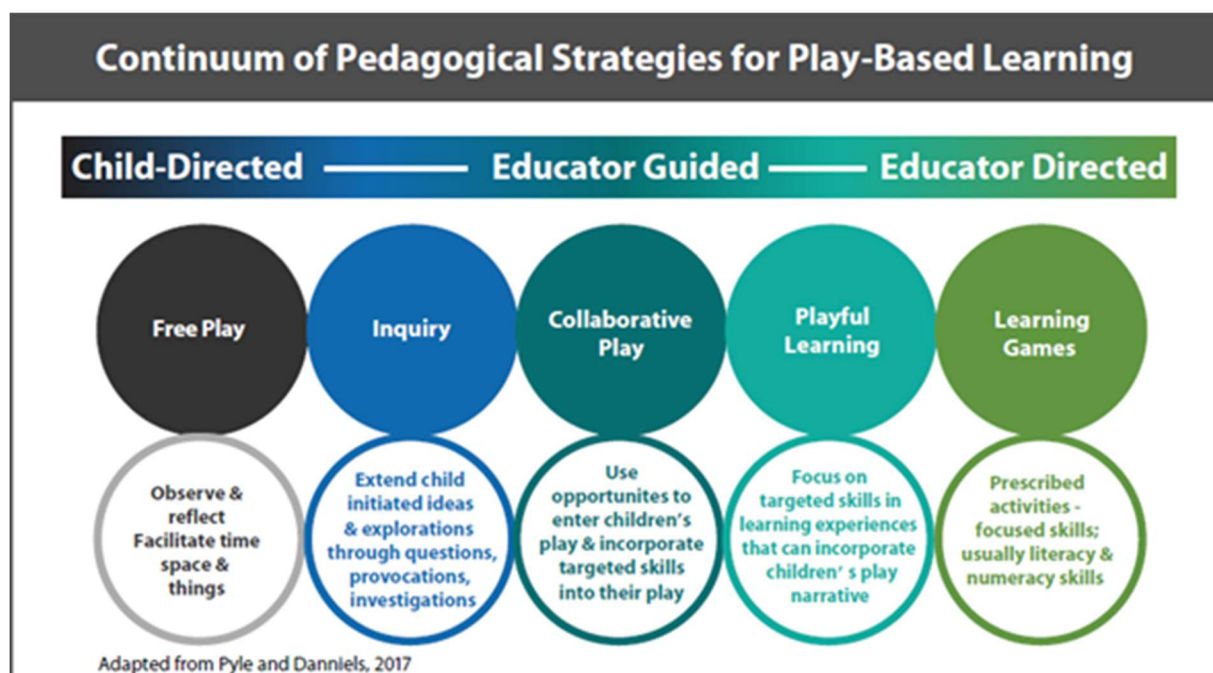 Continuum of Pedagogical Strategies for Play-Based Learning
Child-Directed — Educator Guided — Educator Directed
Free Play
Inquiry
Collaborative
Play
Playful
Learning
Learning
Games
Observe &
reflect
Facilitate time
space &
things
Extend child
initiated ideas
& explorations
through questions,
provocations,
investigations
Use
opportunites to
enter children's
play & incorporate
targeted skills
into their play
Focus on
targeted skills in
learning experiences
that can incorporate
children' s play
narrative
Prescribed
activities -
focused skills;
usually literacy &
numeracy skills
Adapted from Pyle and Danniels, 2017